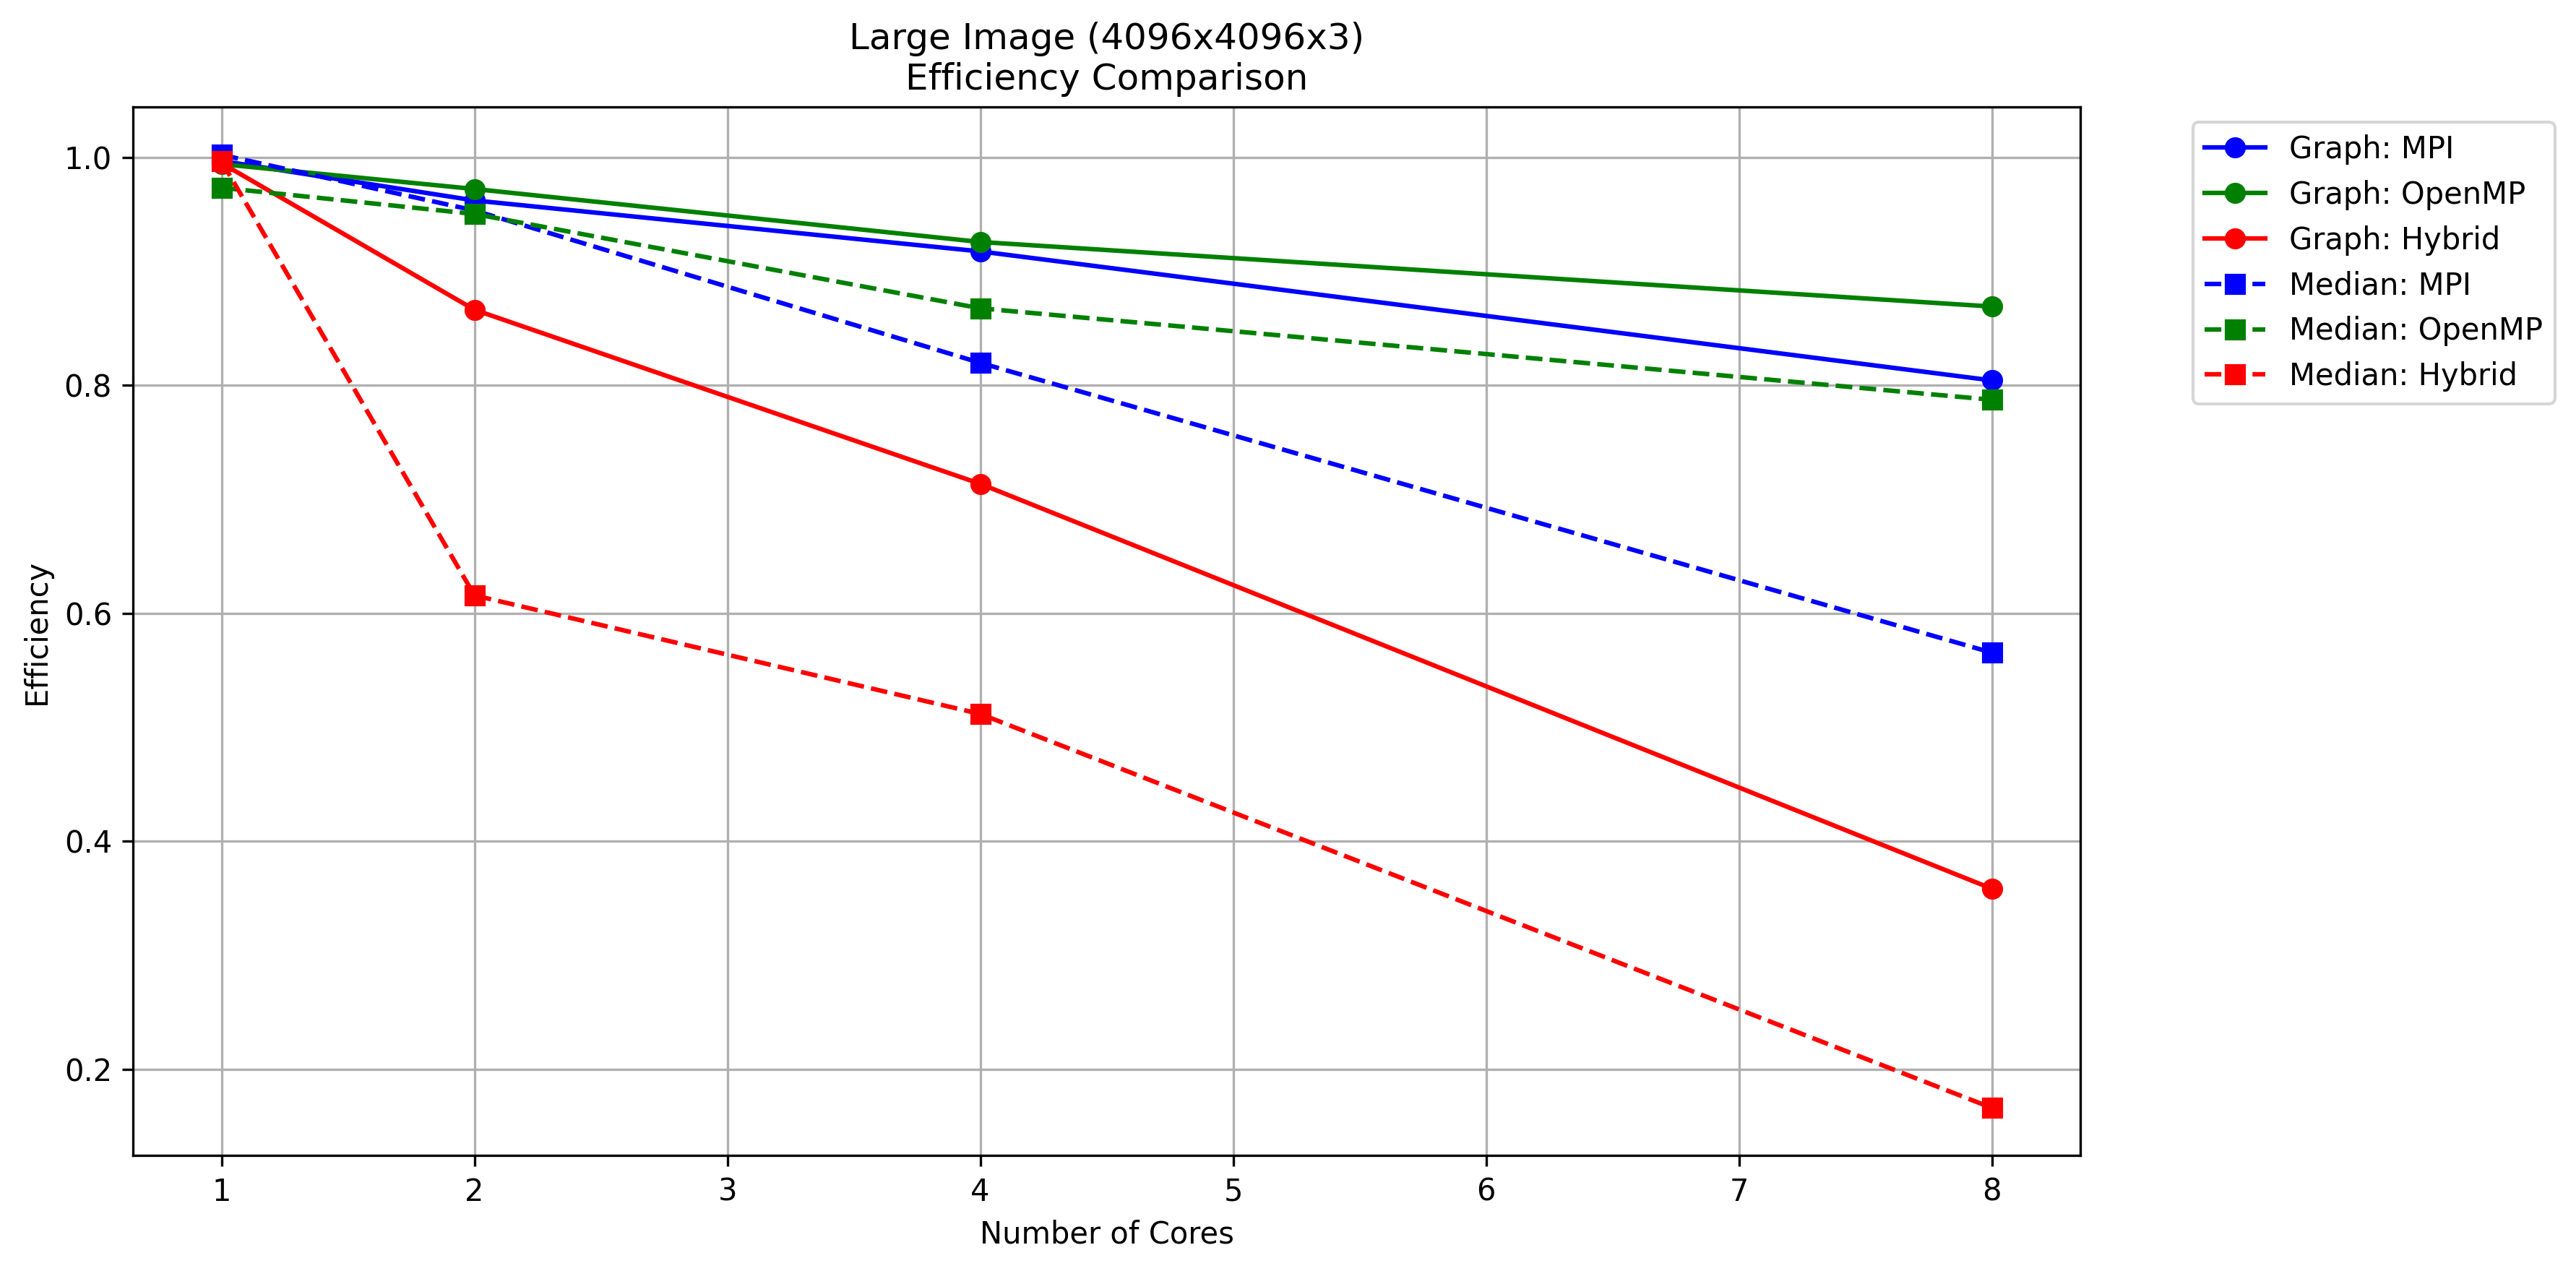 Large Image (4096x4096x3)
Efficiency Comparison
Graph: MPI
Graph: OpenMP
Graph: Hybrid
Median: MPI
Median: OpenMP
Median: Hybrid
Efficiency
1.0
0.8
0.6
0.4
0.2
1 2 3 4 5 6 7 8
Number of Cores